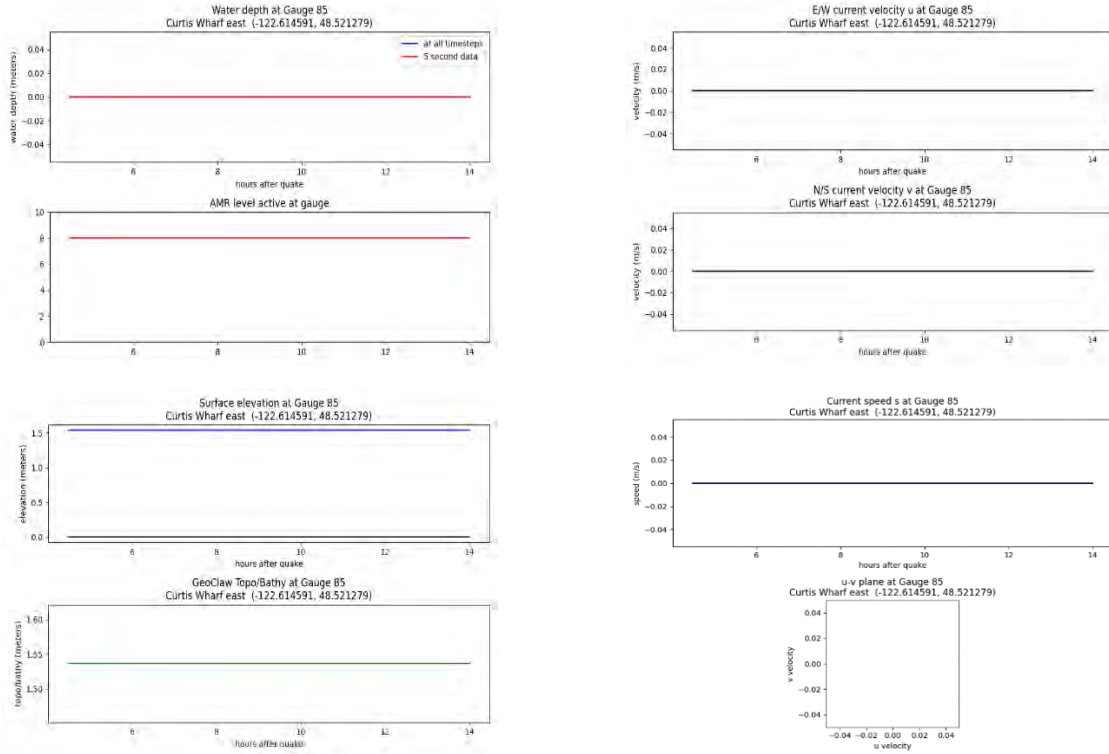 Water depth at Gauge 85
Curtis Wharf east (-122.614591, 48.521279)
water depth (meters)
0.04
0.02
0.00
−0.02
−0.04
at all timesteps
5 second data
6 8 10 12 14
hours after quake
AMR level active at gauge
10
8
6
4
2
0
6 8 10 12 14
hours after quake
Surface elevation at Gauge 85
Curtis Wharf east (-122.614591, 48.521279)
elevation (meters)
1.5
1.0
0.5
6 8 10 12 14
hours after quake
GeoClaw Topo/Bathy at Gauge 85
Curtis Wharf east (-122.614591, 48.521279)
topo/bathy (meters)
1.60
1.55
1.50
6 8 10 12 14
hours after quake
E/W current velocity u at Gauge 85
Curtis Wharf east (-122.614591, 48.521279)
velocity (m/s)
0.04
0.02
0.00
−0.02
−0.04
6 8 10 12 14
hours after quake
N/S current velocity v at Gauge 85
Curtis Wharf east (-122.614591, 48.521279)
velocity (m/s)
0.04
0.02
0.00
−0.02
−0.04
6 8 10 12 14
hours after quake
Current speed s at Gauge 85
Curtis Wharf east (-122.614591, 48.521279)
speed (m/s)
0.04
0.02
0.00
−0.02
−0.04
6 8 10 12 14
hours after quake
u-v plane at Gauge 85
Curtis Wharf east (-122.614591, 48.521279)
v velocity
0.04
0.02
0.00
−0.02
−0.04
−0.04 −0.02 0.00 0.02 0.04
u velocity